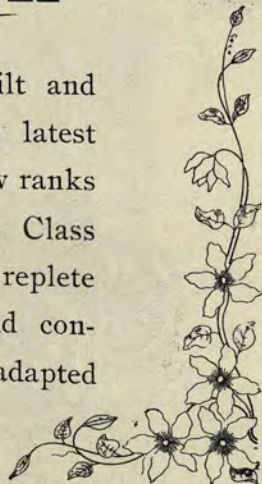 ilt and
latest
ranks
Class
replete
d con-
adapted